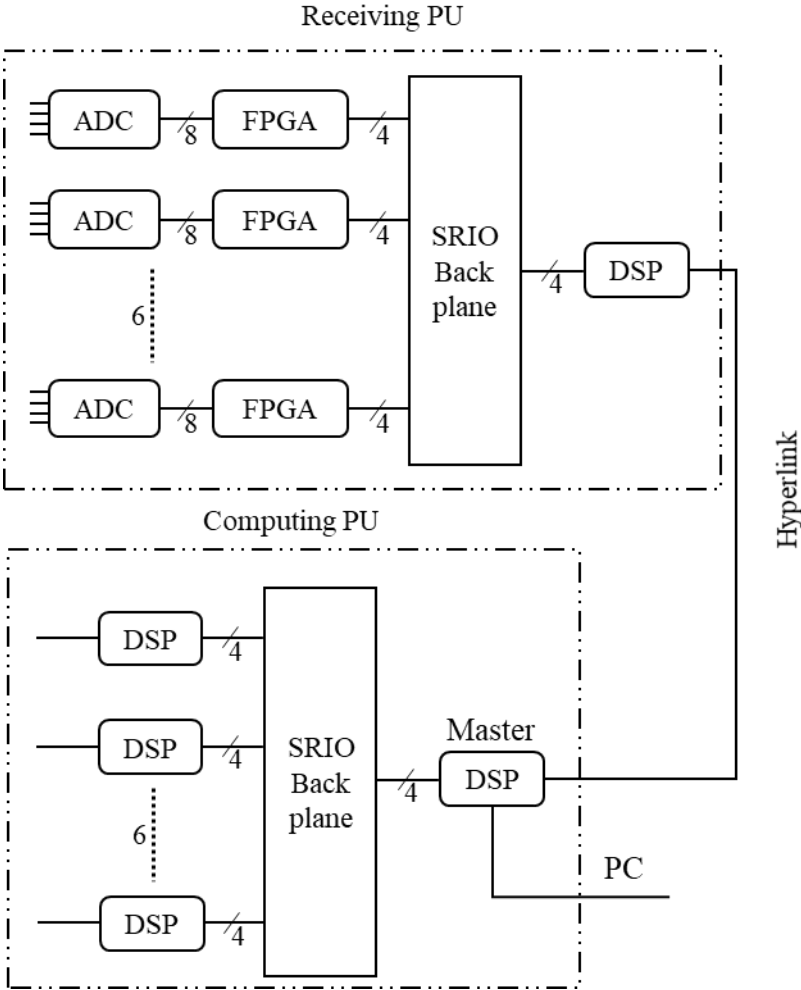 Receiving PU
ADC
8
FPGA
4
ADC
8
FPGA
4
SRIO
Back
plane
4
DSP
6
ADC
8
FPGA
4
Hyperlink
Computing PU
DSP
4
DSP
4
SRIO
Back
plane
4
Master
DSP
6
DSP
4
PC